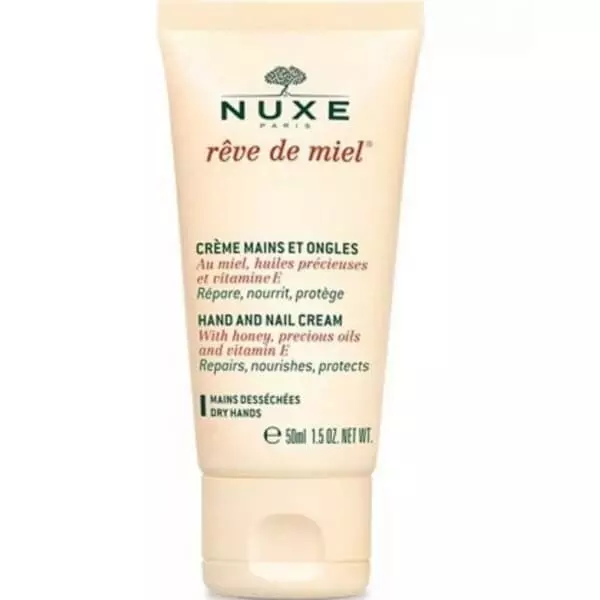 NUXE
PARIS
rêve de miel®
CRÈME MAINS ET ONGLES
Au miel, huiles précieuses
et vitamine E
Répare, nourrit, protège
HAND AND NAIL CREAM
With honey, precious oils
and vitamin E
Repairs, nourishes, protects
MAINS DESSÉCHÉES
DRY HANDS
℮ 50ml 1.5 OZ. NET WT.